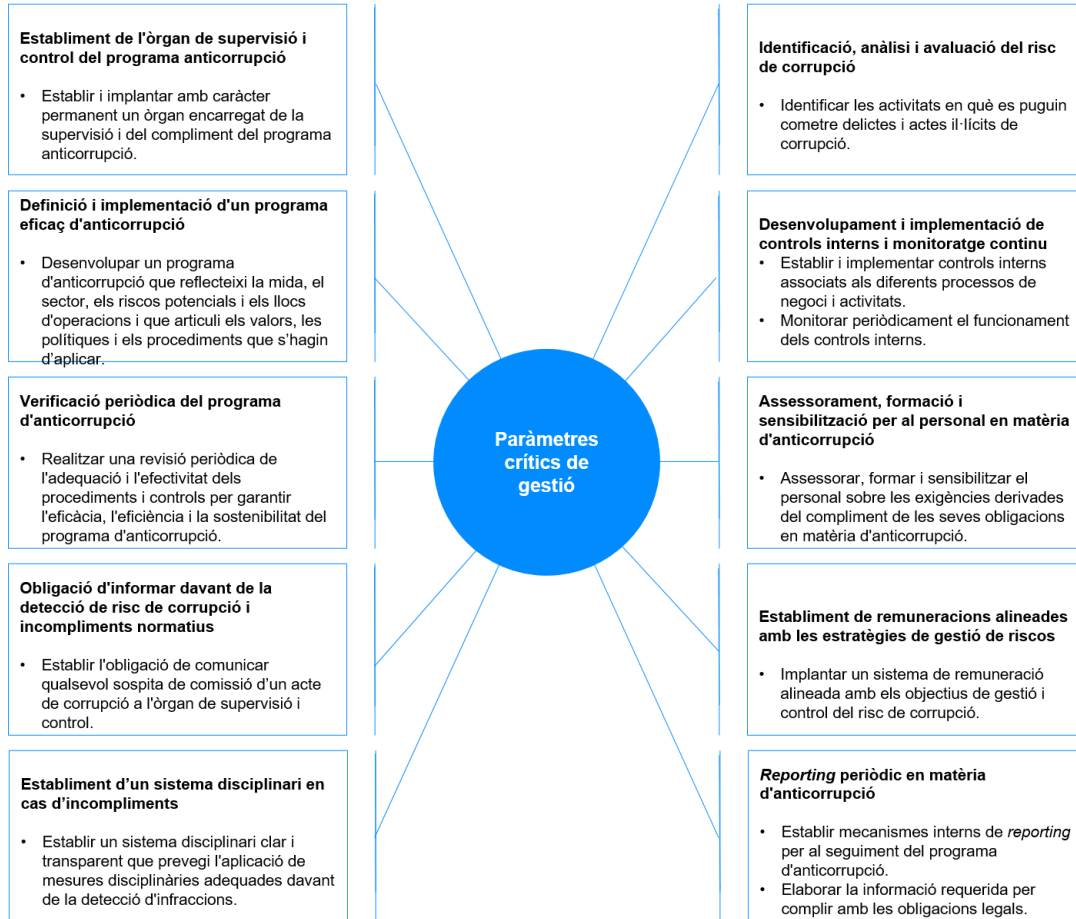 Establiment de l'òrgan de supervisió i
control del programa anticorrupció
• Establir i implantar amb caràcter
permanent un òrgan encarregat de la
supervisió i del compliment del programa
anticorrupció.
Definició i implementació d'un programa
eficaç d'anticorrupció
• Desenvolupar un programa
d'anticorrupció que reflecteixi la mida, el
sector, els riscos potencials i els llocs
d'operacions i que articuli els valors, les
polítiques i els procediments que s’hagin
d’aplicar.
Verificació periòdica del programa
d'anticorrupció
• Realitzar una revisió periòdica de
l'adequació i l'efectivitat dels
procediments i controls per garantir
l'eficàcia, l'eficiència i la sostenibilitat del
programa d'anticorrupció.
Obligació d'informar davant de la
detecció de risc de corrupció i
incompliments normatius
• Establir l'obligació de comunicar
qualsevol sospita de comissió d’un acte
de corrupció a l'òrgan de supervisió i
control.
Establiment d’un sistema disciplinari en
cas d’incompliments
• Establir un sistema disciplinari clar i
transparent que prevegi l'aplicació de
mesures disciplinàries adequades davant
de la detecció d'infraccions.
Paràmetres
crítics de
gestió
Identificació, anàlisi i avaluació del risc
de corrupció
• Identificar les activitats en què es puguin
cometre delictes i actes il·lícits de
corrupció.
Desenvolupament i implementació de
controls interns i monitoratge continu
• Establir i implementar controls interns
associats als diferents processos de
negoci i activitats.
• Monitorar periòdicament el funcionament
dels controls interns.
Assessorament, formació i
sensibilització per al personal en matèria
d'anticorrupció
• Assessorar, formar i sensibilitzar el
personal sobre les exigències derivades
del compliment de les seves obligacions
en matèria d'anticorrupció.
Establiment de remuneracions alineades
amb les estratègies de gestió de riscos
• Implantar un sistema de remuneració
alineada amb els objectius de gestió i
control del risc de corrupció.
Reporting periòdic en matèria
d'anticorrupció
• Establir mecanismes interns de reporting
per al seguiment del programa
d'anticorrupció.
• Elaborar la informació requerida per
complir amb les obligacions legals.